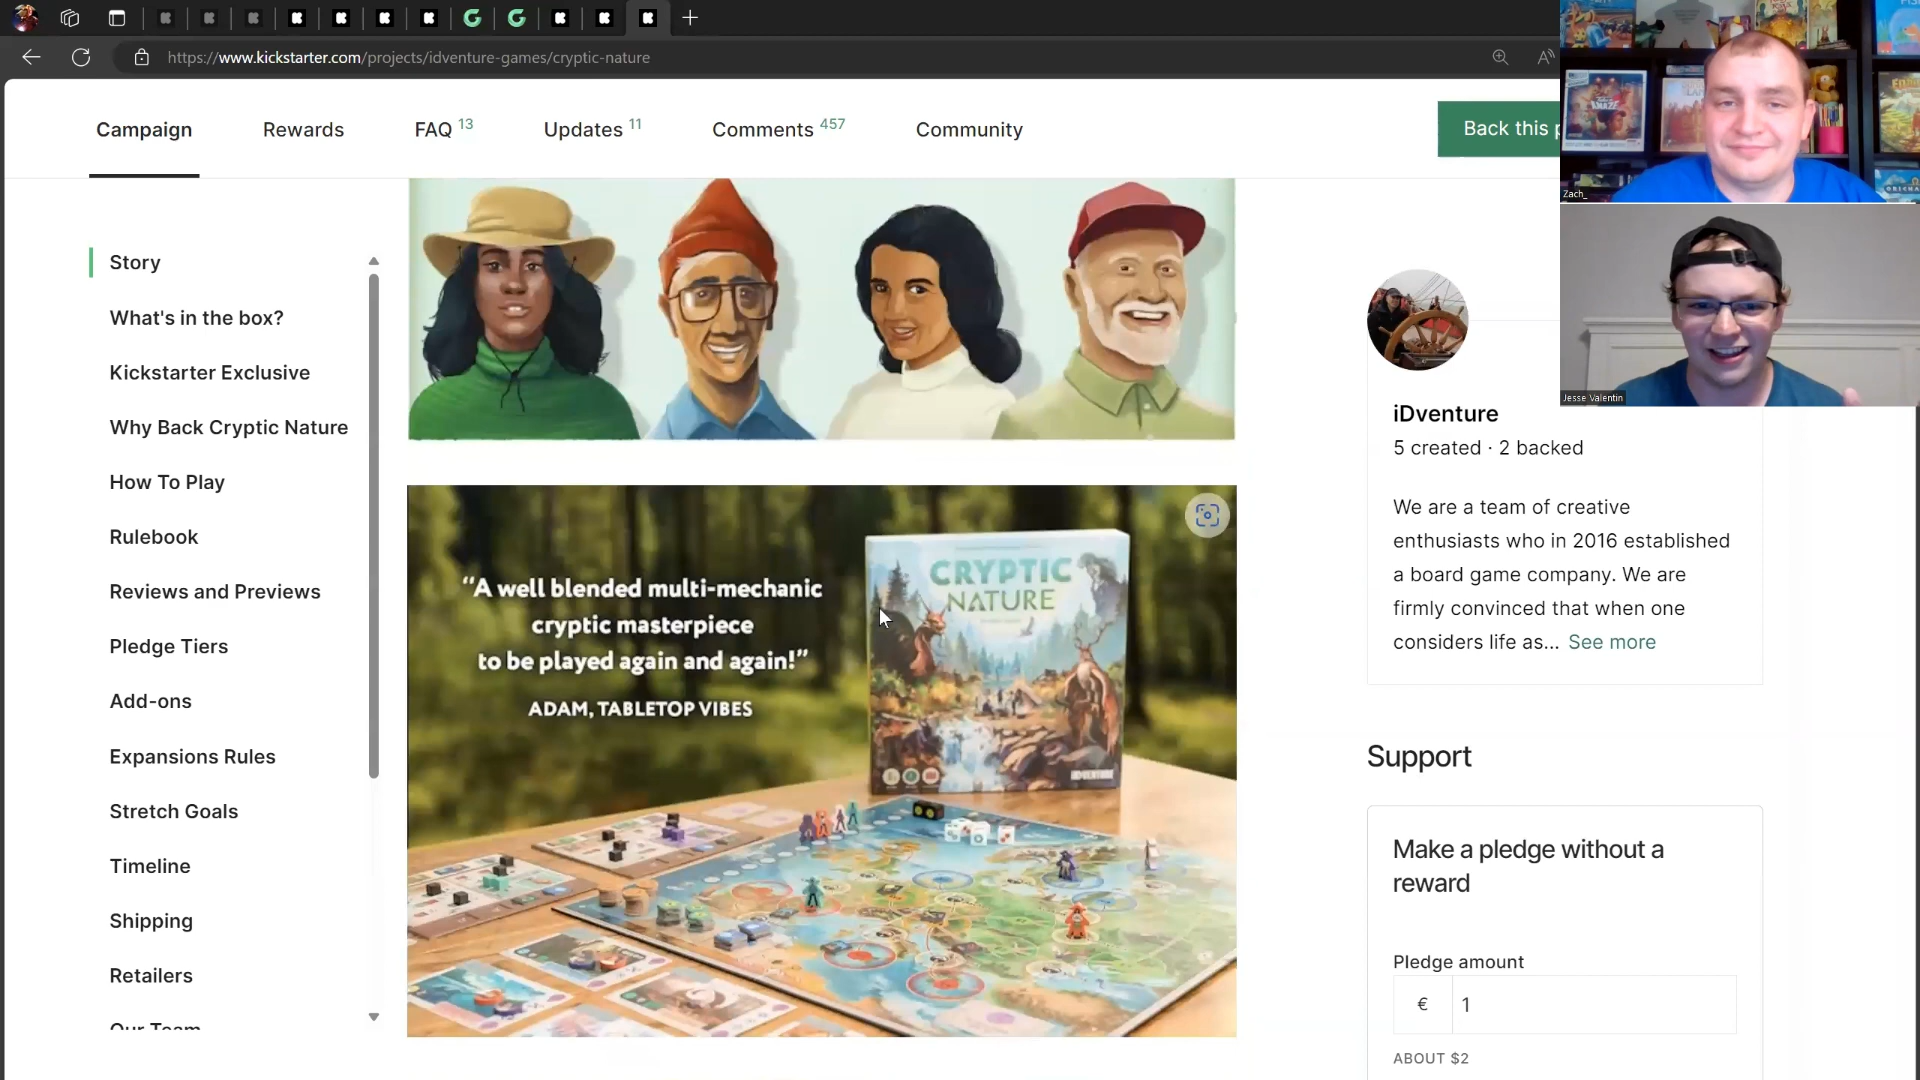 https://www.kickstarter.com/projects/idventure-games/cryptic-nature
Campaign
Rewards
FAQ 13
Updates 11
Comments 457
Community
Back this
Zach_
Jesse Valentin
Story
What's in the box?
Kickstarter Exclusive
Why Back Cryptic Nature
How To Play
Rulebook
Reviews and Previews
Pledge Tiers
Add-ons
Expansions Rules
Stretch Goals
Timeline
Shipping
Retailers
Our Team
“A well blended multi-mechanic
cryptic masterpiece
to be played again and again!”
ADAM, TABLETOP VIBES
CRYPTIC
NATURE
iDVENTURE
iDventure
5 created · 2 backed
We are a team of creative
enthusiasts who in 2016 established
a board game company. We are
firmly convinced that when one
considers life as... See more
Support
Make a pledge without a
reward
Pledge amount
€ 1
ABOUT $2